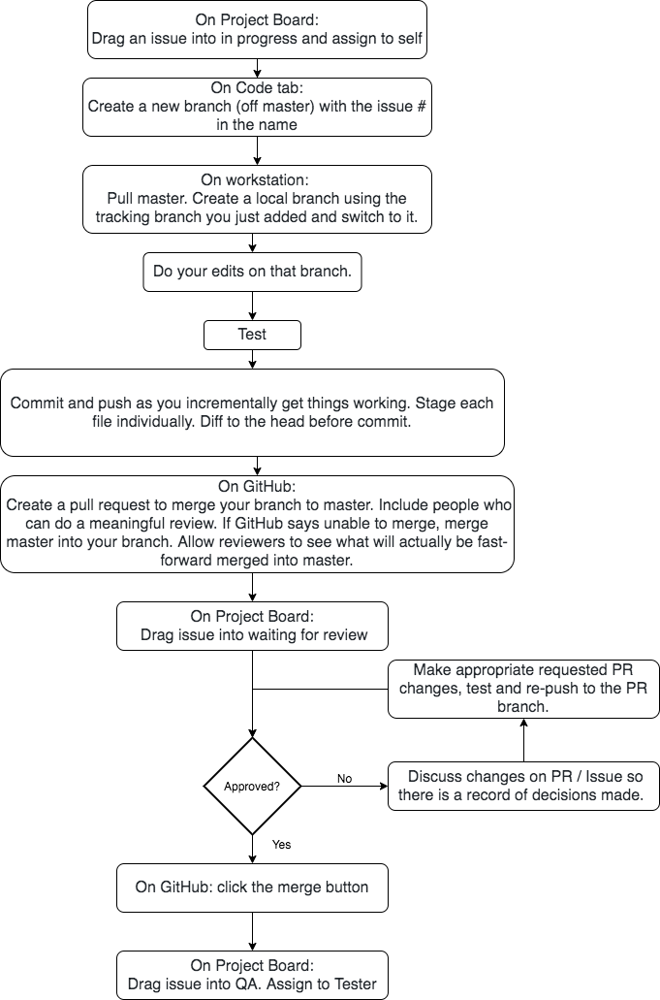 On Project Board:
Drag an issue into in progress and assign to self
On Code tab:
Create a new branch (off master) with the issue #
in the name
On workstation:
Pull master. Create a local branch using the
tracking branch you just added and switch to it.
Do your edits on that branch.
Test
Commit and push as you incrementally get things working. Stage each
file individually. Diff to the head before commit.
On GitHub:
Create a pull request to merge your branch to master. Include people who
can do a meaningful review. If GitHub says unable to merge, merge
master into your branch. Allow reviewers to see what will actually be fast-
forward merged into master.
On Project Board:
Drag issue into waiting for review
Make appropriate requested PR
changes, test and re-push to the PR
branch.
Approved?
No
Discuss changes on PR / Issue so
there is a record of decisions made.
Yes
On GitHub: click the merge button
On Project Board:
Drag issue into QA. Assign to Tester